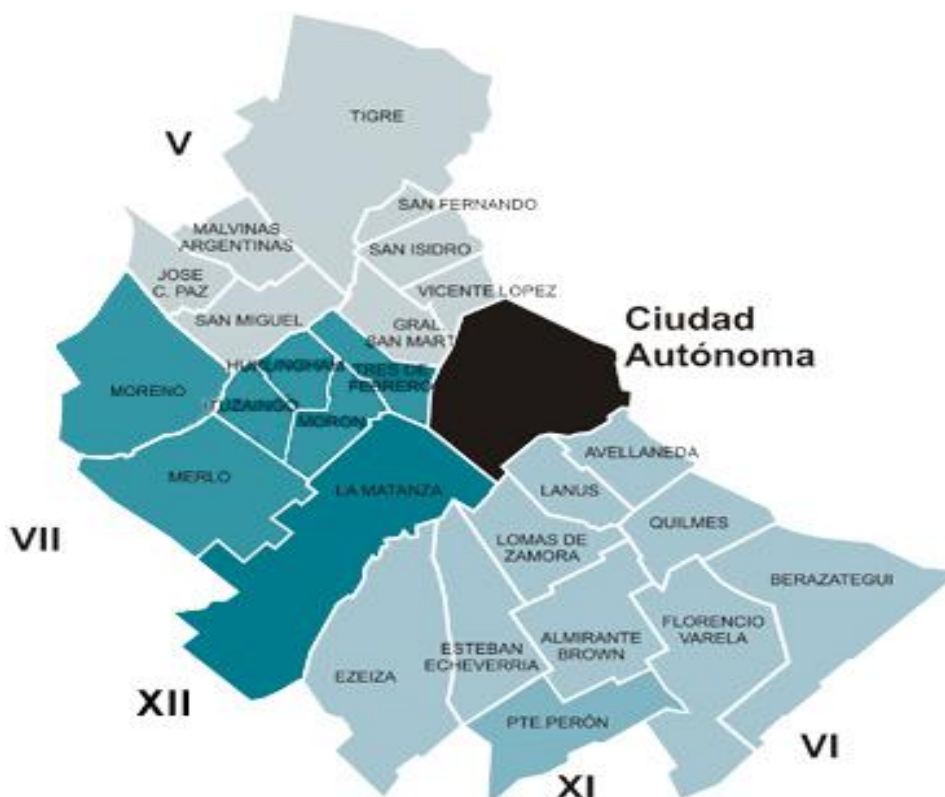 TIGRE
V
SAN FERNANDO
MALVINAS
ARGENTINAS
SAN ISIDRO
JOSE
C. PAZ
VICENTE LOPEZ
SAN MIGUEL
GRAL
SAN MART
Ciudad
Autónoma
HURLINGHAM
TRES DE
FEBRERO
MORENO
ITUZAINGO
MORON
AVELLANEDA
MERLO
LA MATANZA
LANUS
QUILMES
VII
LOMAS DE
ZAMORA
BERAZATEGUI
FLORENCIO
VARELA
ALMIRANTE
BROWN
ESTEBAN
ECHEVERRIA
EZEIZA
XII
PTE.PERÓN
VI
XI